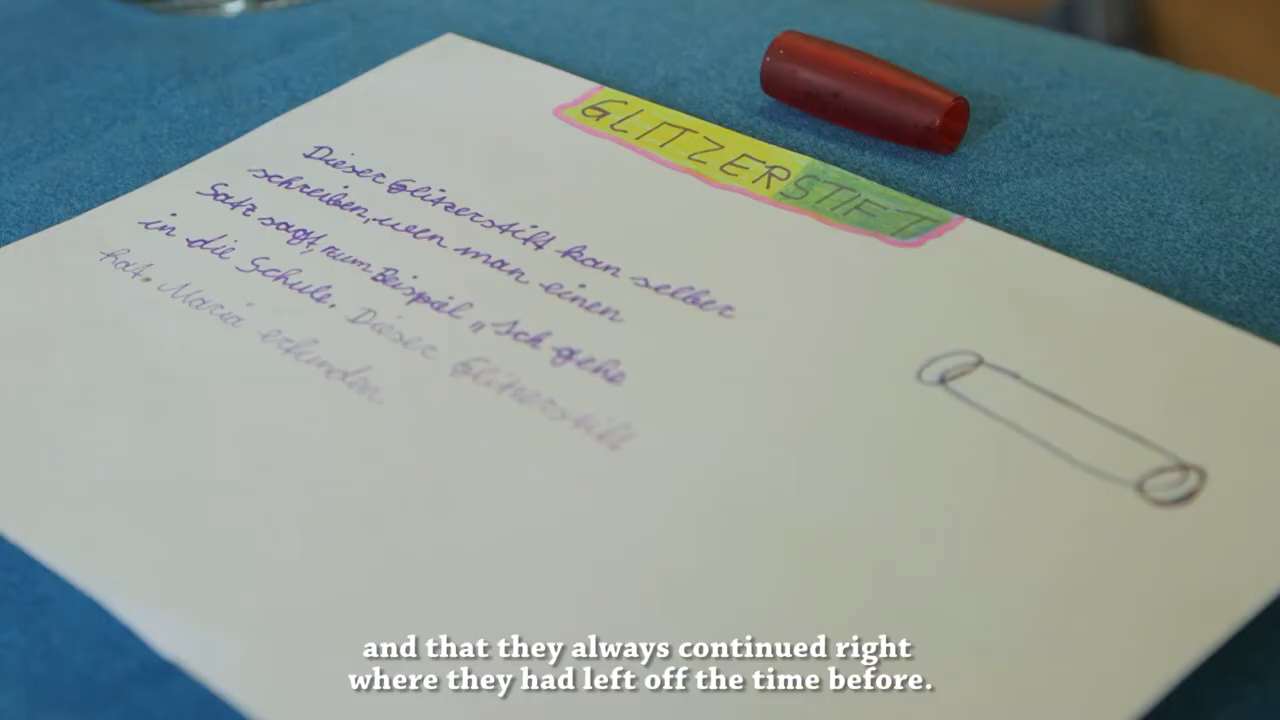 GLITZERSTIFT
Dieser Glitzerstift kan selber
schreiben, wen man einen
Satz sagt, zum Beispiel „Ich gehe
in die Schule. Dieser Glitzerstift
hat. Maria erfunden.
and that they always continued right
where they had left off the time before.